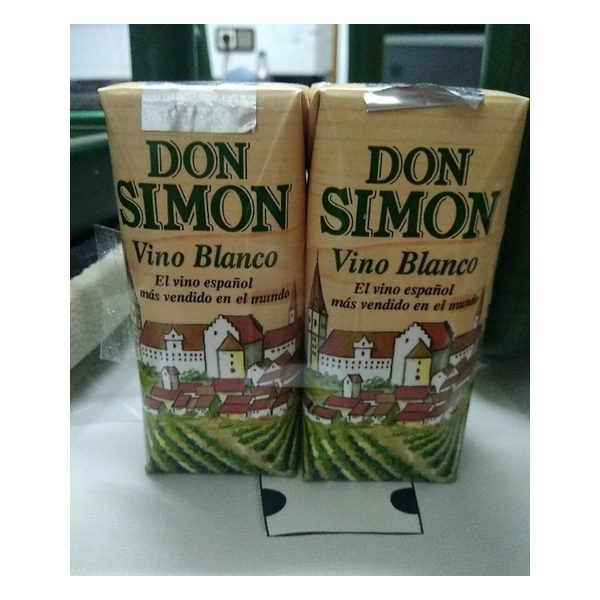 DON
SIMON
Vino Blanco
El vino español
más vendido en el mundo
DON
SIMON
Vino Blanco
El vino español
más vendido en el mundo